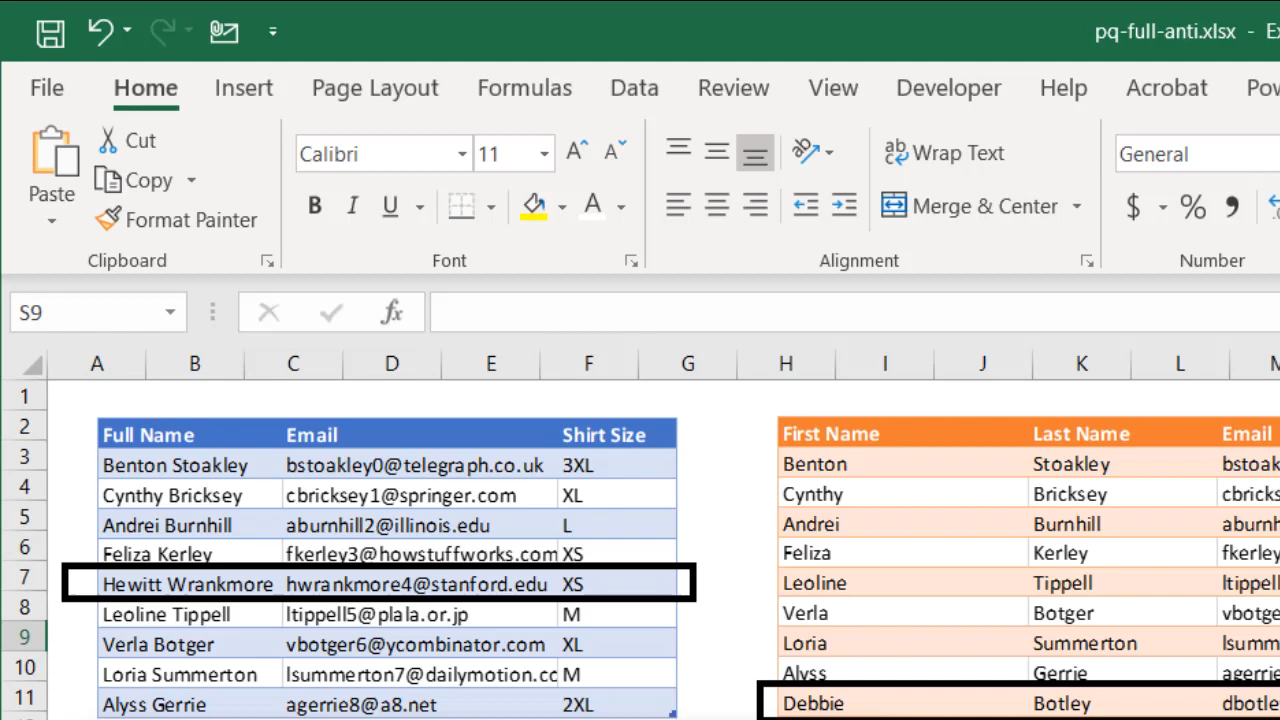 pq-full-anti.xlsx -
File Home Insert Page Layout Formulas Data Review View Developer Help Acrobat
Paste
Cut
Copy
Format Painter
Clipboard
Calibri 11 A A
B I U A
Font
ab Wrap Text
Merge & Center
Alignment
General
$ % ,
Number
S9 fx
A B C D E F G H I J K L
1
2 Full Name Email Shirt Size First Name Last Name Email
3 Benton Stoakley bstoakley0@telegraph.co.uk 3XL Benton Stoakley bstoak
4 Cynthy Bricksey cbricksey1@springer.com XL Cynthy Bricksey cbricks
5 Andrei Burnhill aburnhill2@illinois.edu L Andrei Burnhill aburnh
6 Feliza Kerley fkerley3@howstuffworks.com XS Feliza Kerley fkerley
7 Hewitt Wrankmore hwrankmore4@stanford.edu XS Leoline Tippell ltippell
8 Leoline Tippell ltippell5@plala.or.jp M Verla Botger vbotge
9 Verla Botger vbotger6@ycombinator.com XL Loria Summerton lsumm
10 Loria Summerton lsummerton7@dailymotion.cc M Alyss Gerrie agerrie
11 Alyss Gerrie agerrie8@a8.net 2XL Debbie Botley dbotle